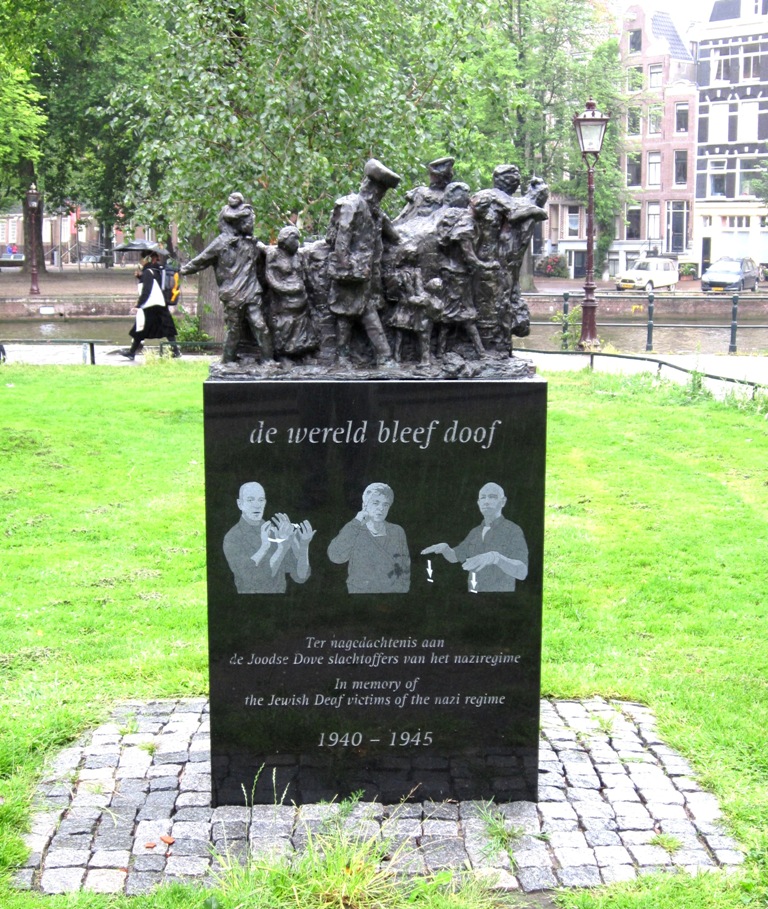 de wereld bleef doof
Ter nagedachtenis aan
de Joodse Dove slachtoffers van het naziregime
In memory of
the Jewish Deaf victims of the nazi regime
1940 – 1945